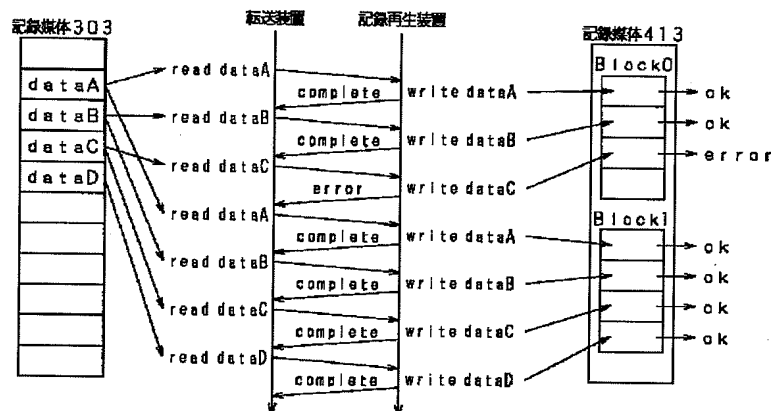 転送装置 記録再生装置
記録媒体303 記録媒体413
Block0
read dataA
dataA complete write dataA ok
dataB read dataB
complete write dataB ok
dataC read dataC
error write dataC error
dataD
read dataA
Block1
complete write dataA ok
read dataB
complete write dataB ok
read dataC
complete write dataC ok
read dataD
complete write dataD ok